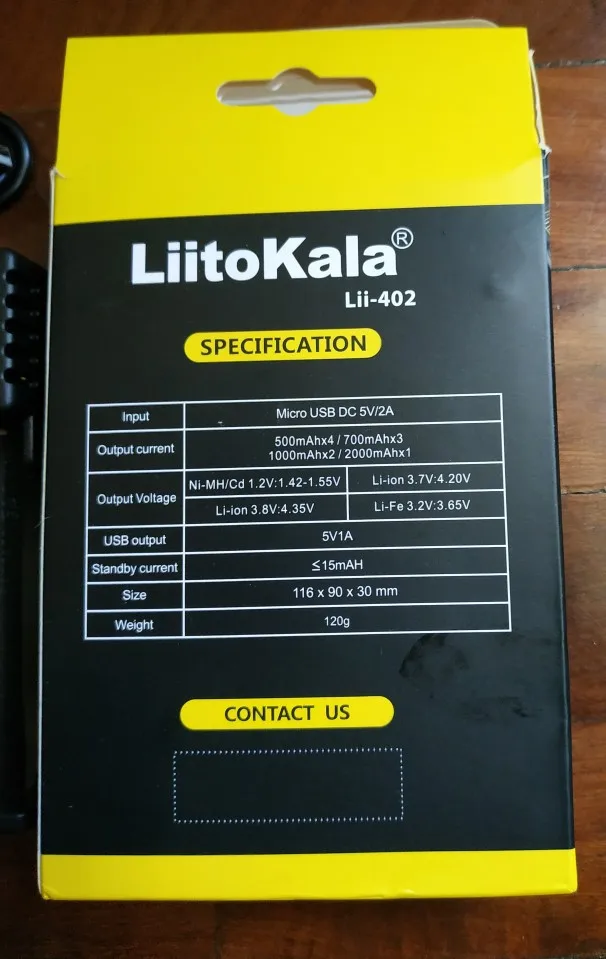 LiitoKala®
Lii-402
SPECIFICATION
Input Micro USB DC 5V/2A
Output current 500mAhx4 / 700mAhx3
1000mAhx2 / 2000mAhx1
Output Voltage Ni-MH/Cd 1.2V:1.42-1.55V Li-ion 3.7V:4.20V
Li-ion 3.8V:4.35V Li-Fe 3.2V:3.65V
USB output 5V1A
Standby current ≤15mAH
Size 116 x 90 x 30 mm
Weight 120g
CONTACT US